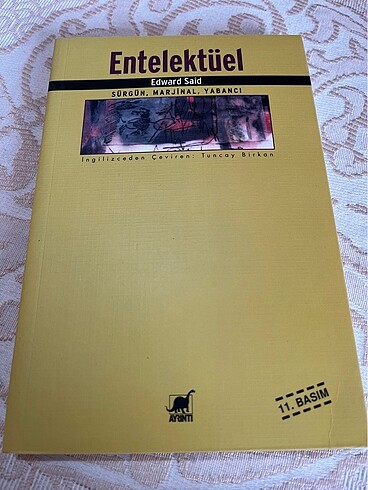 Entelektüel
Edward Said
SÜRGÜN, MARJİNAL, YABANCI
İngilizceden Çeviren: Tuncay Birkan
AYRINTI
11. BASIM